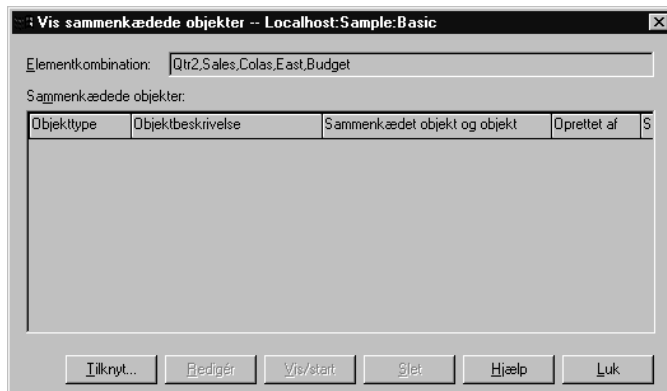 Vis sammenkædede objekter -- Localhost:Sample:Basic
Elementkombination: Qtr2,Sales,Colas,East,Budget
Sammenkædede objekter:
Objekttype Objektbeskrivelse Sammenkædet objekt og objekt Oprettet af S
Tilknyt... Redigér Vis/start Slet Hjælp Luk